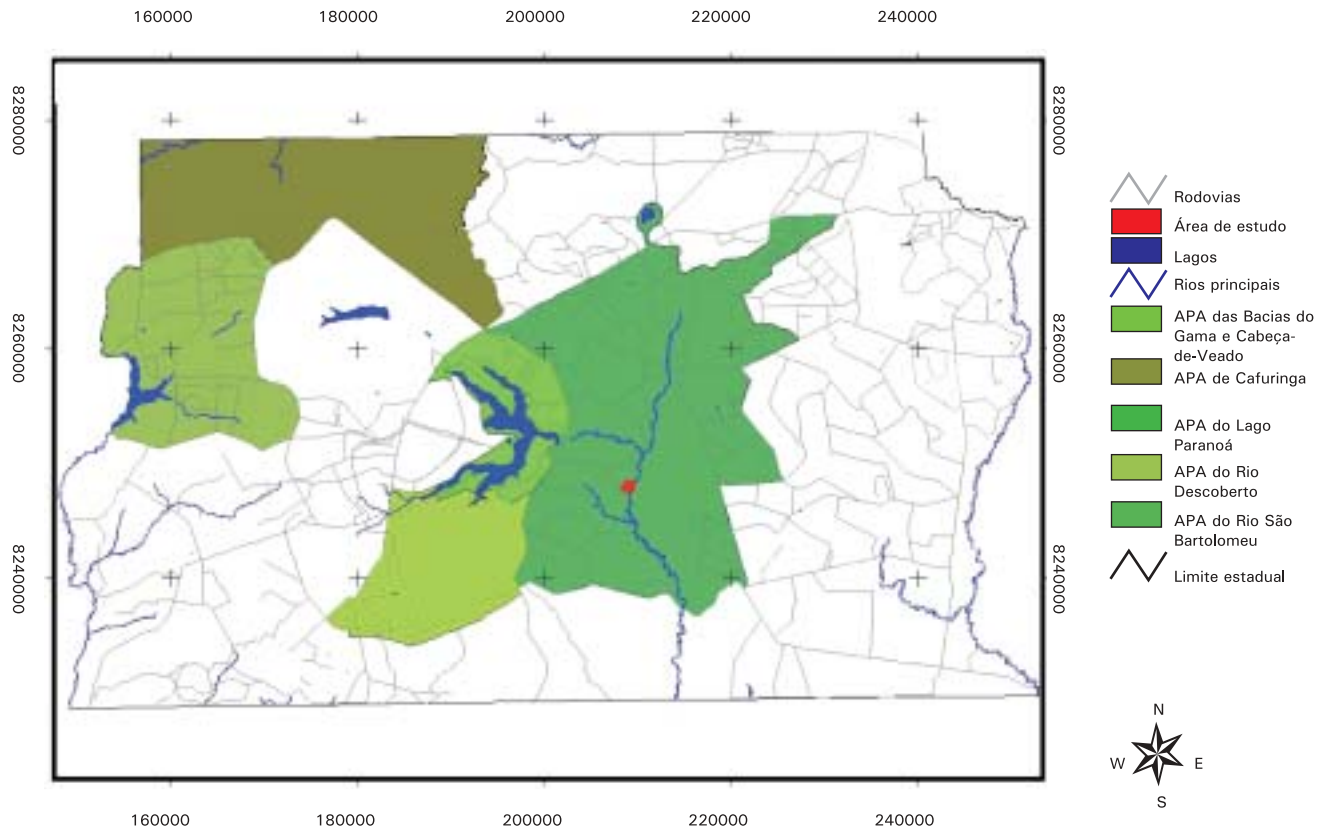 160000 180000 200000 220000 240000
8280000 8280000
8260000 8260000
8240000 8240000
160000 180000 200000 220000 240000
Rodovias
Área de estudo
Lagos
Rios principais
APA das Bacias do
Gama e Cabeça-
de-Veado
APA de Cafuringa
APA do Lago
Paranoá
APA do Rio
Descoberto
APA do Rio São
Bartolomeu
Limite estadual
N
W E
S